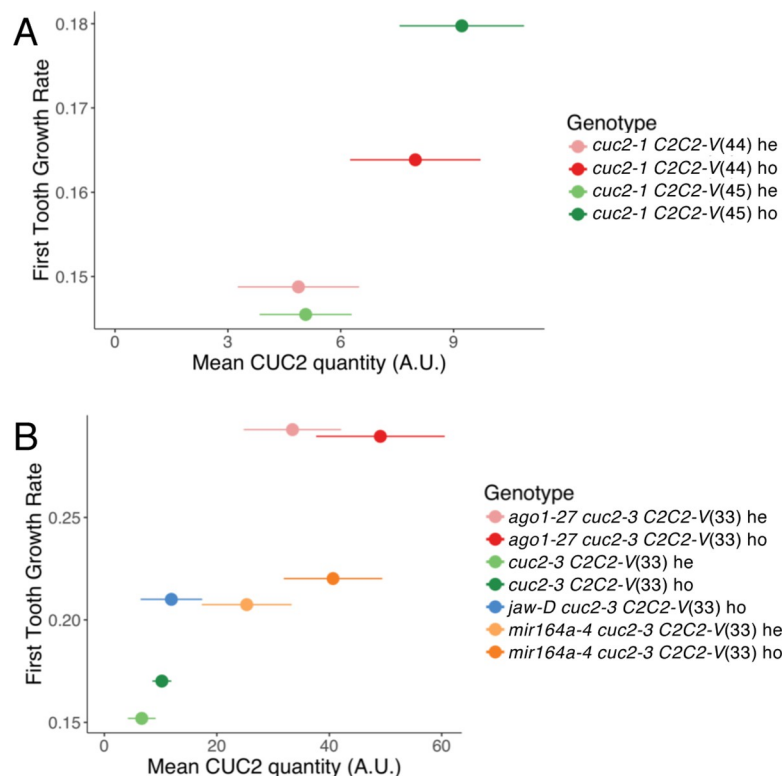 A
0.18
0.17
0.16
0.15
First Tooth Growth Rate
0 3 6 9
Mean CUC2 quantity (A.U.)
Genotype
cuc2-1 C2C2-V(44) he
cuc2-1 C2C2-V(44) ho
cuc2-1 C2C2-V(45) he
cuc2-1 C2C2-V(45) ho
B
0.25
0.20
0.15
First Tooth Growth Rate
0 20 40 60
Mean CUC2 quantity (A.U.)
Genotype
ago1-27 cuc2-3 C2C2-V(33) he
ago1-27 cuc2-3 C2C2-V(33) ho
cuc2-3 C2C2-V(33) he
cuc2-3 C2C2-V(33) ho
jaw-D cuc2-3 C2C2-V(33) ho
mir164a-4 cuc2-3 C2C2-V(33) he
mir164a-4 cuc2-3 C2C2-V(33) ho